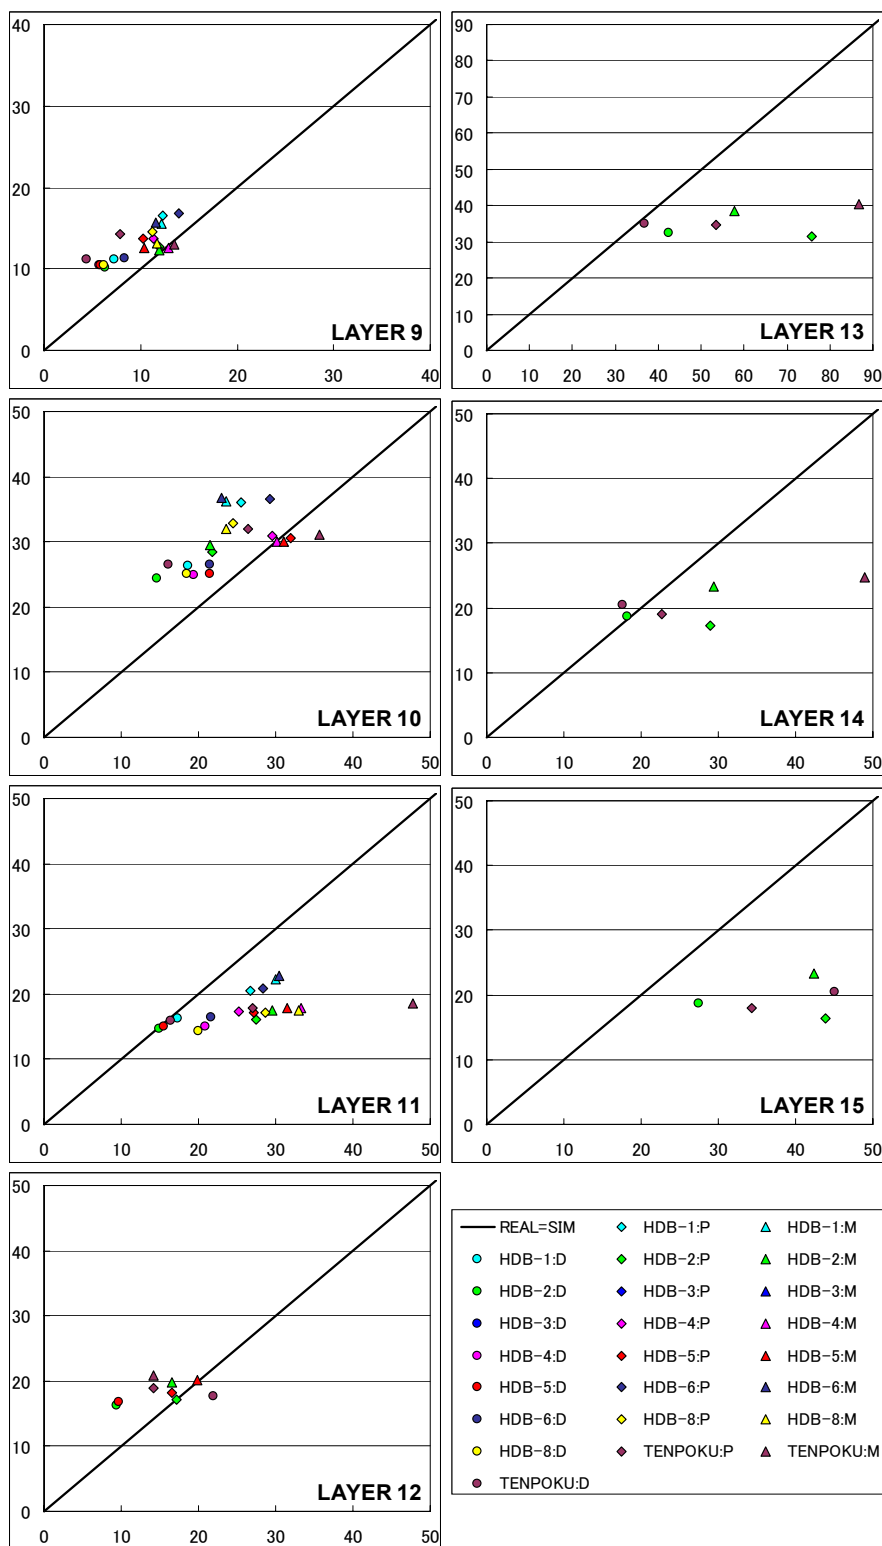 40
30
20
10
0
LAYER 9
0 10 20 30 40
90
80
70
60
50
40
30
20
10
0
LAYER 13
0 10 20 30 40 50 60 70 80 90
50
40
30
20
10
0
LAYER 10
0 10 20 30 40 50
50
40
30
20
10
0
LAYER 14
0 10 20 30 40 50
50
40
30
20
10
0
LAYER 11
0 10 20 30 40 50
50
40
30
20
10
0
LAYER 15
0 10 20 30 40 50
50
40
30
20
10
0
LAYER 12
0 10 20 30 40 50
REAL=SIM HDB-1:P HDB-1:M
HDB-1:D HDB-2:P HDB-2:M
HDB-2:D HDB-3:P HDB-3:M
HDB-3:D HDB-4:P HDB-4:M
HDB-4:D HDB-5:P HDB-5:M
HDB-5:D HDB-6:P HDB-6:M
HDB-6:D HDB-8:P HDB-8:M
HDB-8:D TENPOKU:P TENPOKU:M
TENPOKU:D